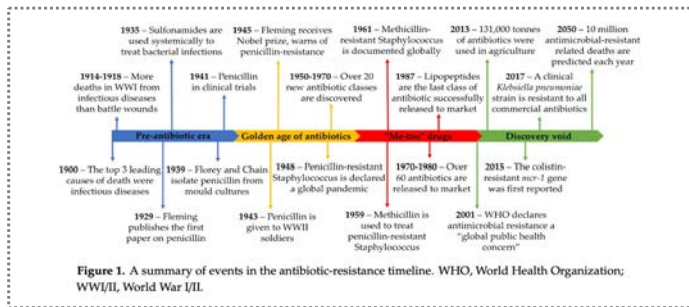 1935 – Sulfonamides are
used systemically to
treat bacterial infections
1945 – Fleming receives
Nobel prize, warns of
penicillin-resistance
1961 – Methicillin-
resistant Staphylococcus
is documented globally
2013 – 131,000 tonnes
of antibiotics were
used in agriculture
2050 – 10 million
antimicrobial-resistant
related deaths are
predicted each year
1914-1918 – More
deaths in WWI from
infectious diseases
than battle wounds
1941 – Penicillin
in clinical trials
1950-1970 – Over 20
new antibiotic classes
are discovered
1987 – Lipopeptides
are the last class of
antibiotic successfully
released to market
2017 – A clinical
Klebsiella pneumoniae
strain is resistant to all
commercial antibiotics
Pre-antibiotic era
Golden age of antibiotics
"Me-too" drugs
Discovery void
1900 – The top 3 leading
causes of death were
infectious diseases
1939 – Florey and Chain
isolate penicillin from
mould cultures
1948 – Penicillin-resistant
Staphylococcus is declared
a global pandemic
1970-1980 – Over
60 antibiotics are
released to market
2015 – The colistin-
resistant mcr-1 gene
was first reported
1929 – Fleming
publishes the first
paper on penicillin
1943 – Penicillin is
given to WWII
soldiers
1959 – Methicillin is
used to treat
penicillin-resistant
Staphylococcus
2001 – WHO declares
antimicrobial resistance a
"global public health
concern"
Figure 1. A summary of events in the antibiotic-resistance timeline. WHO, World Health Organization;
WWI/II, World War I/II.